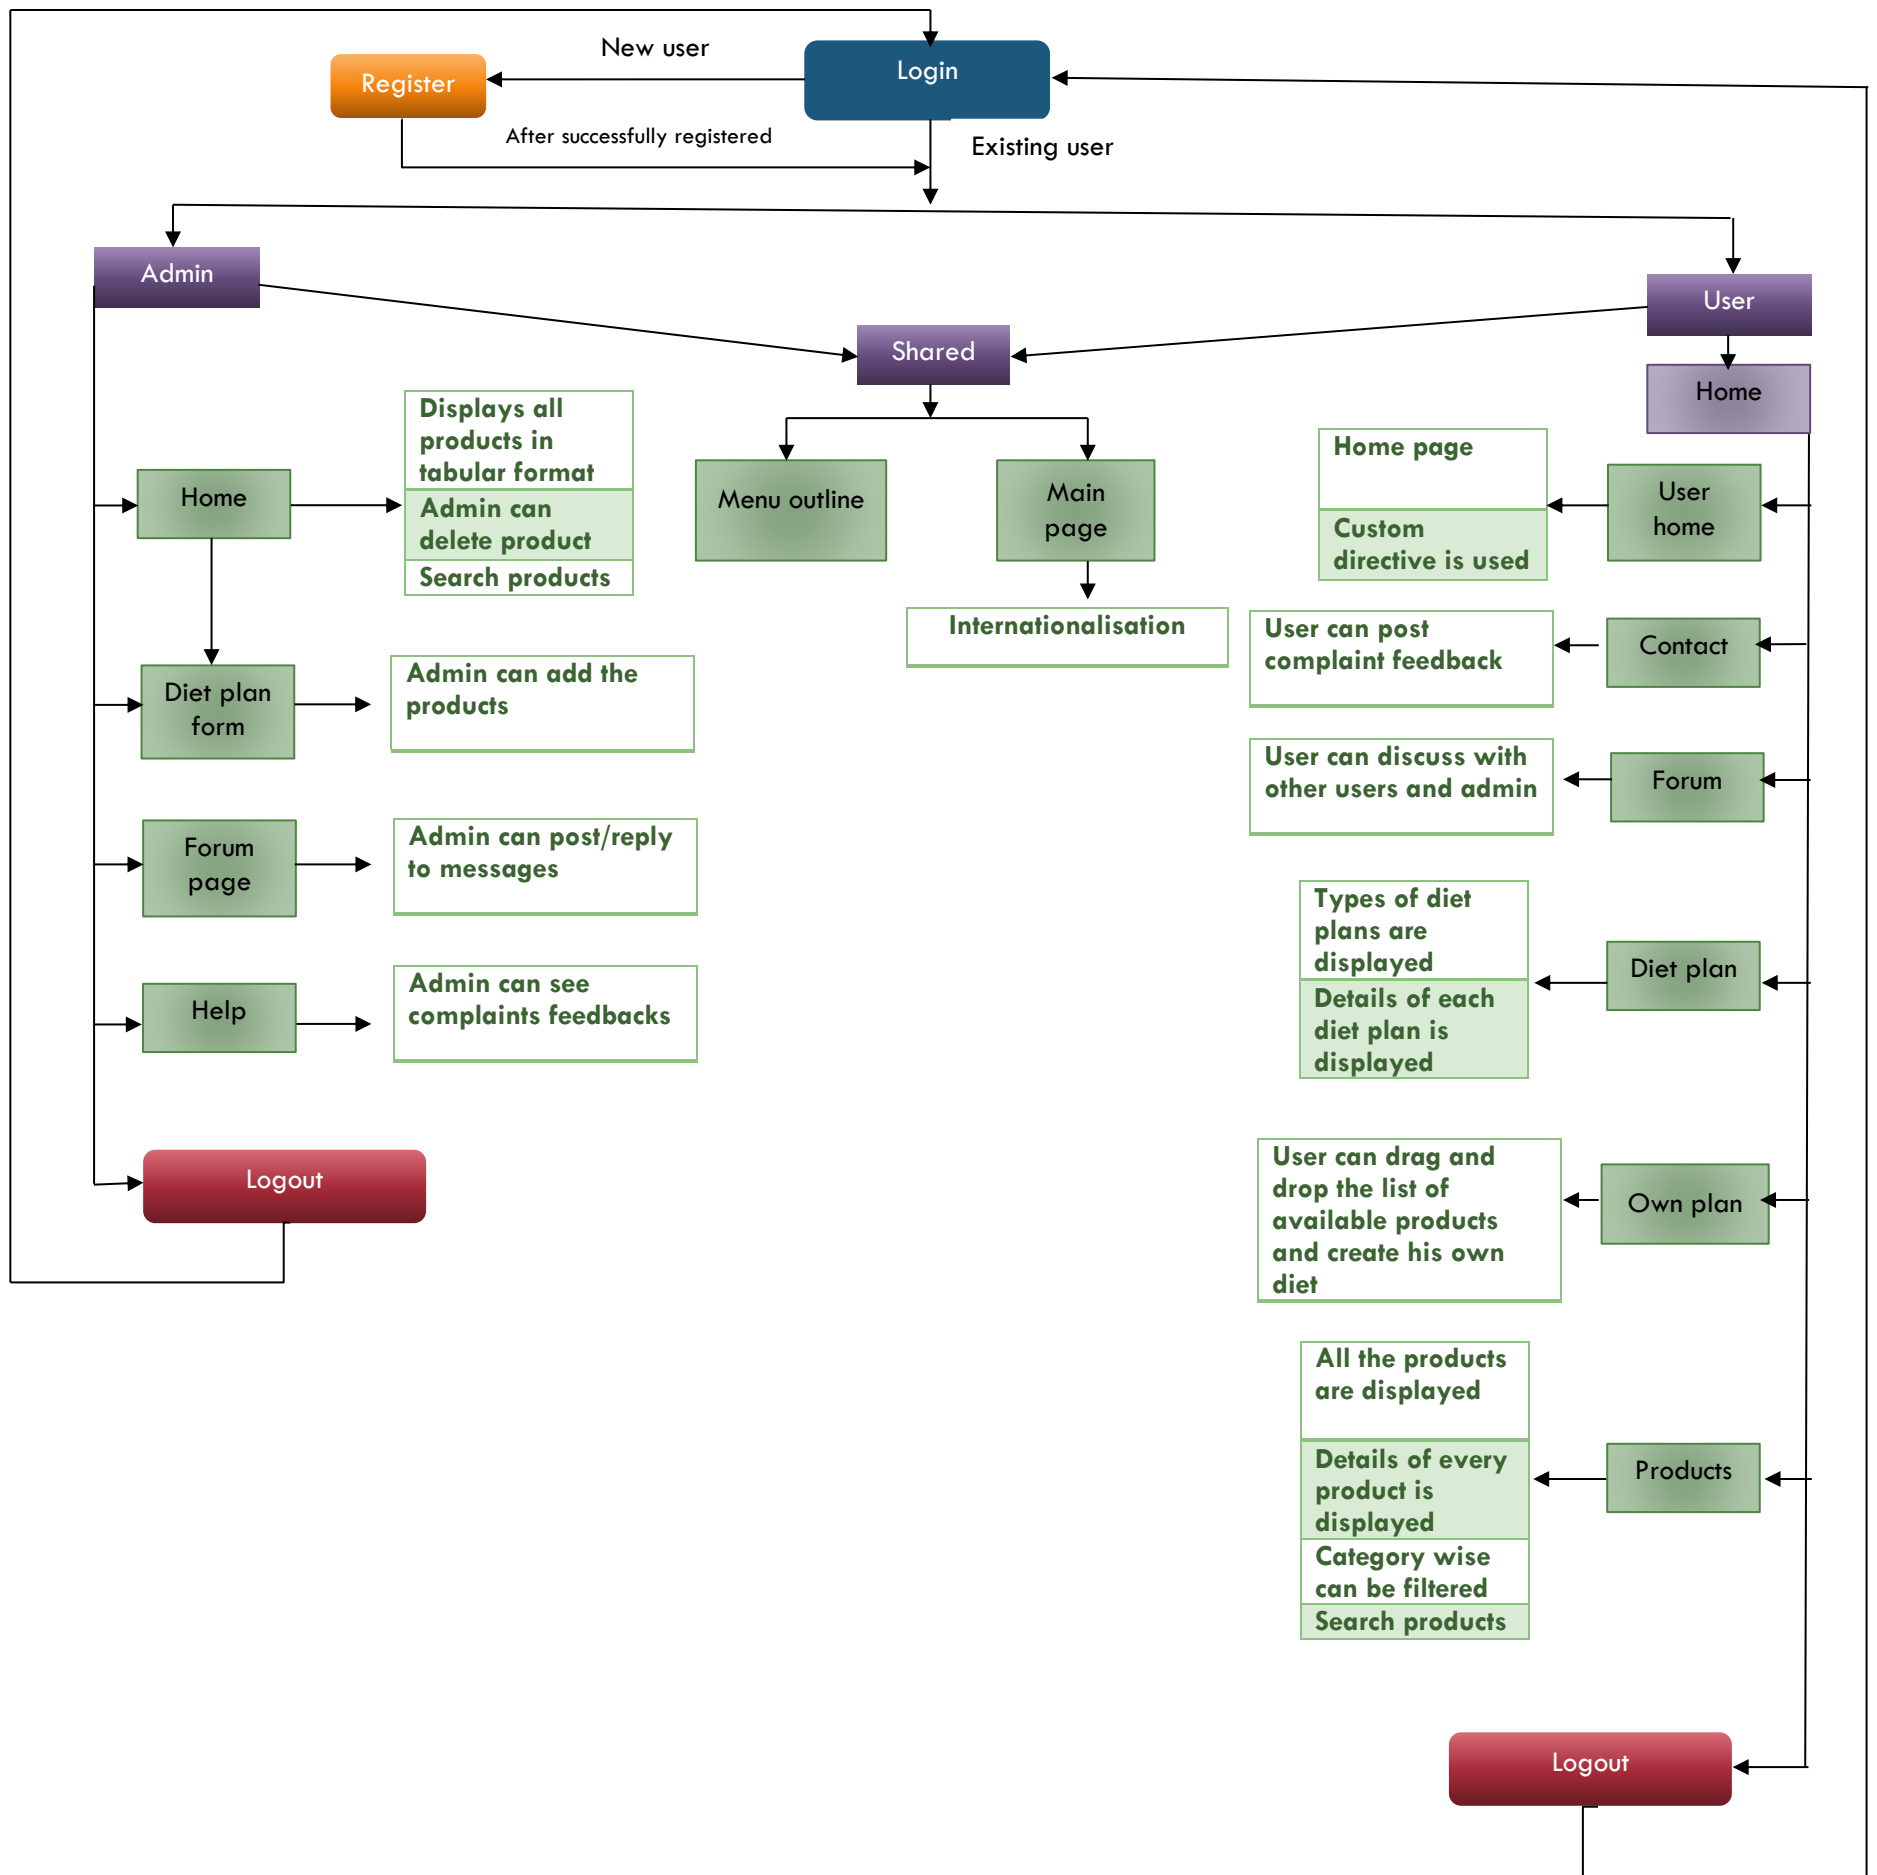 New user
Login
Register
After successfully registered
Existing user
Admin
User
Shared
Home
Displays all
products in
tabular format
Admin can
delete product
Search products
Home
Menu outline
Main
page
Internationalisation
Home page
Custom
directive is used
User
home
User can post
complaint feedback
Contact
Diet plan
form
Admin can add the
products
User can discuss with
other users and admin
Forum
Forum
page
Admin can post/reply
to messages
Types of diet
plans are
displayed
Details of each
diet plan is
displayed
Diet plan
Help
Admin can see
complaints feedbacks
Logout
User can drag and
drop the list of
available products
and create his own
diet
Own plan
All the products
are displayed
Details of every
product is
displayed
Category wise
can be filtered
Search products
Products
Logout